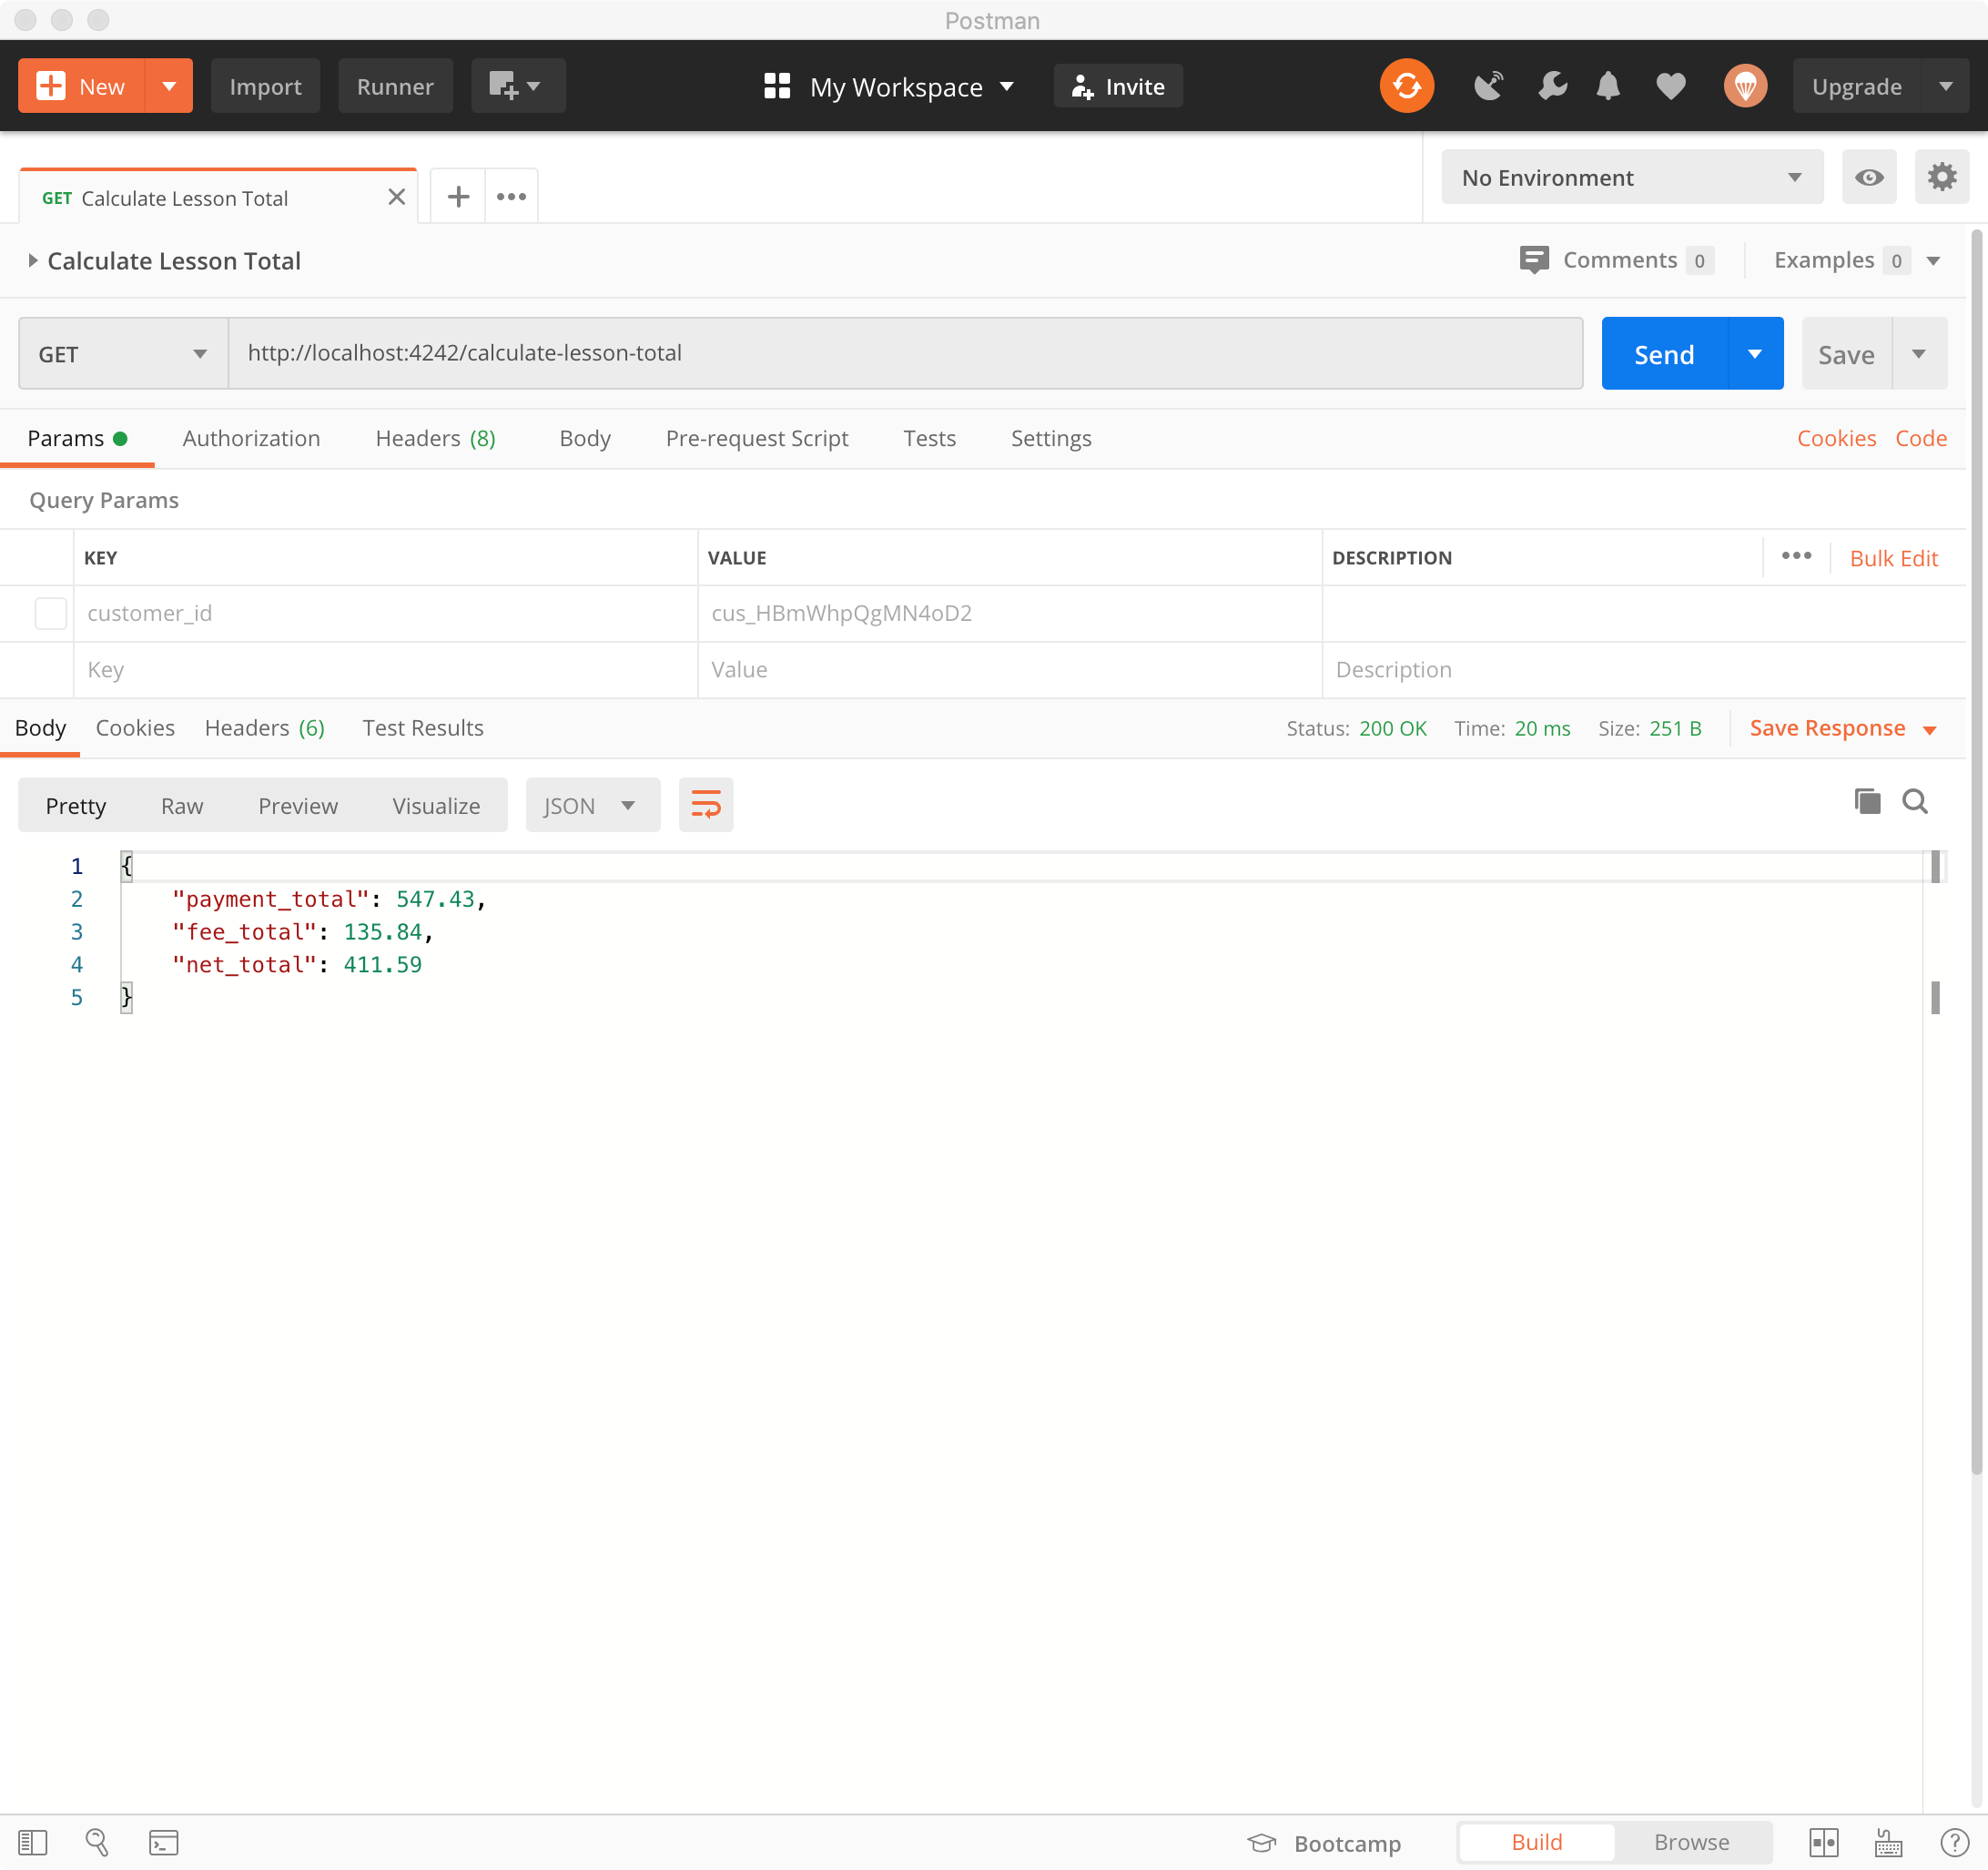 Postman
New Import Runner My Workspace Invite Upgrade
GET Calculate Lesson Total
No Environment
Calculate Lesson Total
Comments 0 Examples 0
GET http://localhost:4242/calculate-lesson-total Send Save
Params Authorization Headers (8) Body Pre-request Script Tests Settings Cookies Code
Query Params
KEY VALUE DESCRIPTION Bulk Edit
customer_id cus_HBmWhpQgMN4oD2
Key Value Description
Body Cookies Headers (6) Test Results Status: 200 OK Time: 20 ms Size: 251 B Save Response
Pretty Raw Preview Visualize JSON
1 {
2 "payment_total": 547.43,
3 "fee_total": 135.84,
4 "net_total": 411.59
5 }
Bootcamp Build Browse